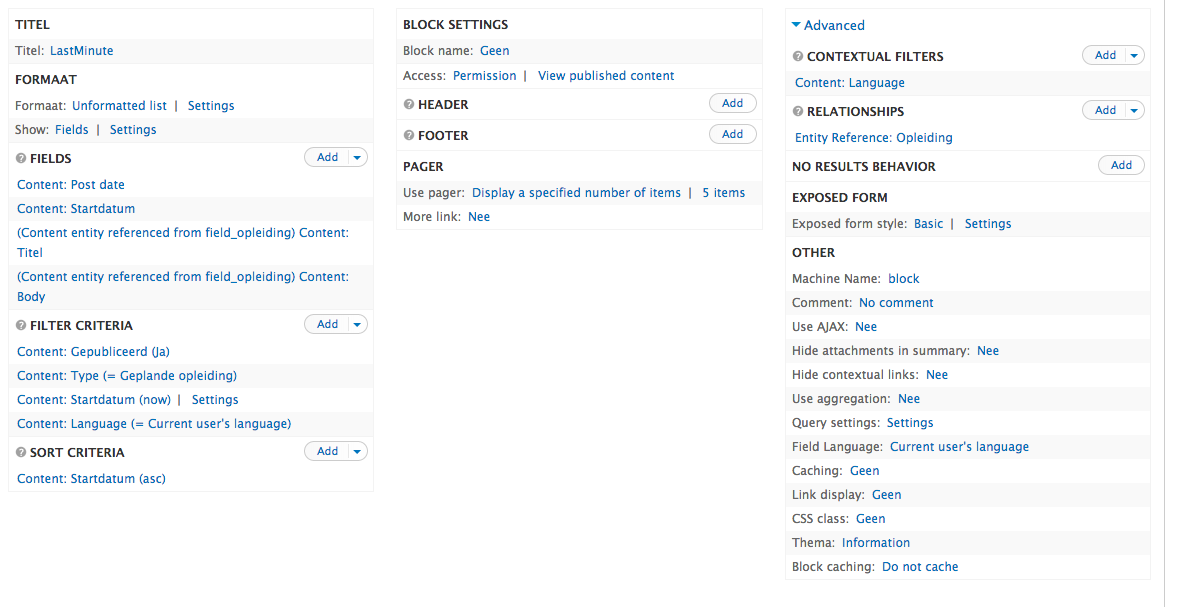 TITEL
Titel: LastMinute
FORMAAT
Formaat: Unformatted list | Settings
Show: Fields | Settings
FIELDS Add
Content: Post date
Content: Startdatum
(Content entity referenced from field_opleiding) Content:
Titel
(Content entity referenced from field_opleiding) Content:
Body
FILTER CRITERIA Add
Content: Gepubliceerd (Ja)
Content: Type (= Geplande opleiding)
Content: Startdatum (now) | Settings
Content: Language (= Current user's language)
SORT CRITERIA Add
Content: Startdatum (asc)
BLOCK SETTINGS
Block name: Geen
Access: Permission | View published content
HEADER Add
FOOTER Add
PAGER
Use pager: Display a specified number of items | 5 items
More link: Nee
Advanced
CONTEXTUAL FILTERS Add
Content: Language
RELATIONSHIPS Add
Entity Reference: Opleiding
NO RESULTS BEHAVIOR Add
EXPOSED FORM
Exposed form style: Basic | Settings
OTHER
Machine Name: block
Comment: No comment
Use AJAX: Nee
Hide attachments in summary: Nee
Hide contextual links: Nee
Use aggregation: Nee
Query settings: Settings
Field Language: Current user's language
Caching: Geen
Link display: Geen
CSS class: Geen
Thema: Information
Block caching: Do not cache